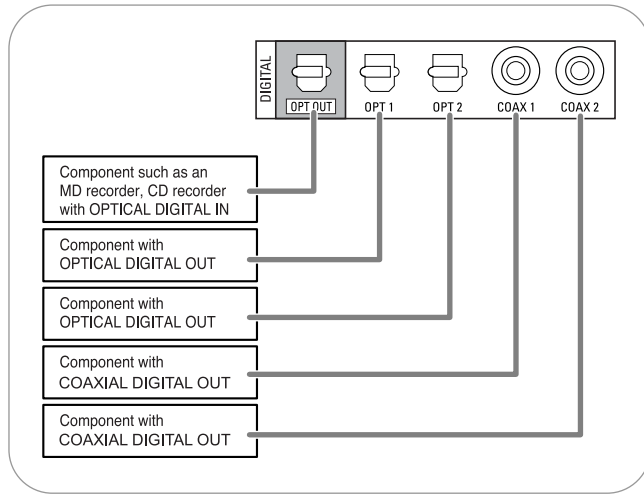 DIGITAL
OPT OUT
OPT 1
OPT 2
COAX 1
COAX 2
Component such as an
MD recorder, CD recorder
with OPTICAL DIGITAL IN
Component with
OPTICAL DIGITAL OUT
Component with
OPTICAL DIGITAL OUT
Component with
COAXIAL DIGITAL OUT
Component with
COAXIAL DIGITAL OUT